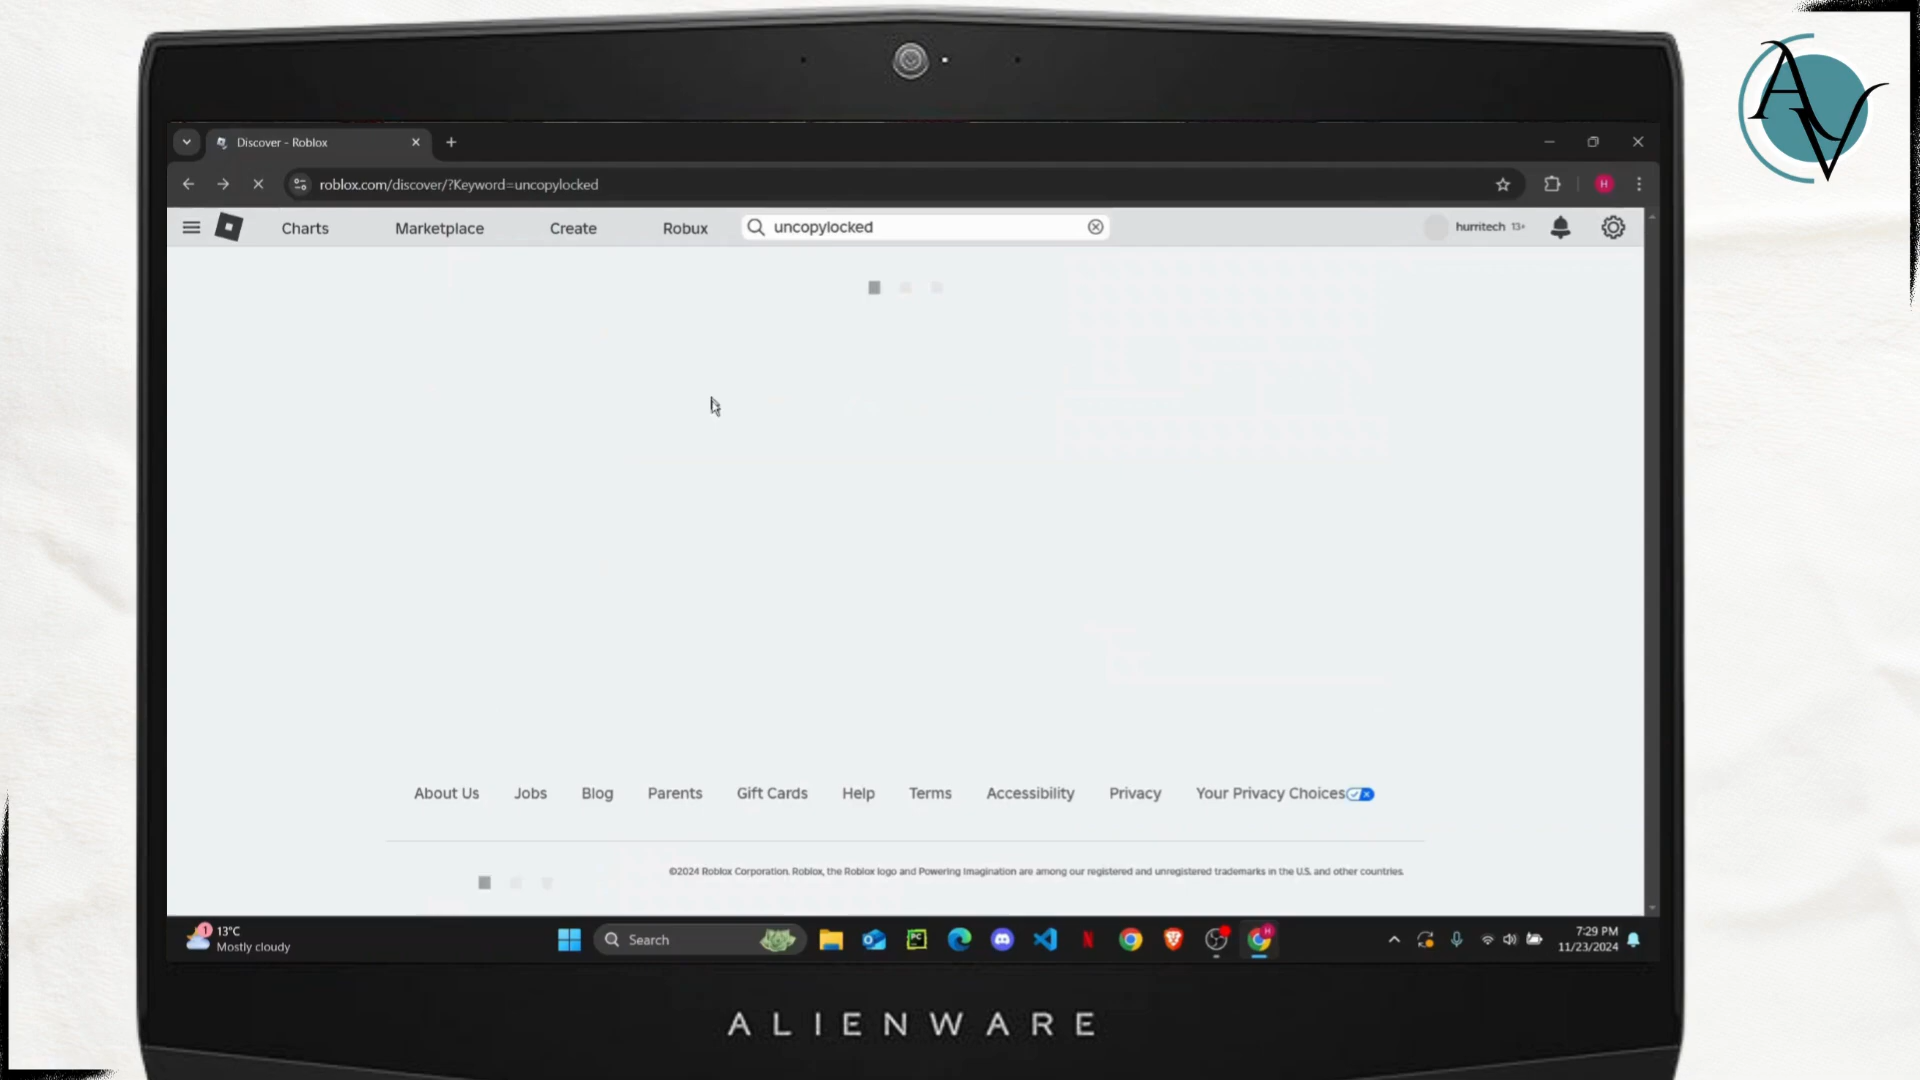 Discover - Roblox
roblox.com/discover/?Keyword=uncopylocked
H
Charts Marketplace Create Robux uncopylocked hurritech 13+
About Us Jobs Blog Parents Gift Cards Help Terms Accessibility Privacy Your Privacy Choices
©2024 Roblox Corporation. Roblox, the Roblox logo and Powering Imagination are among our registered and unregistered trademarks in the U.S. and other countries.
1 13°C
Mostly cloudy
Search
PC
N
H
7:29 PM
11/23/2024
ALIENWARE
AV